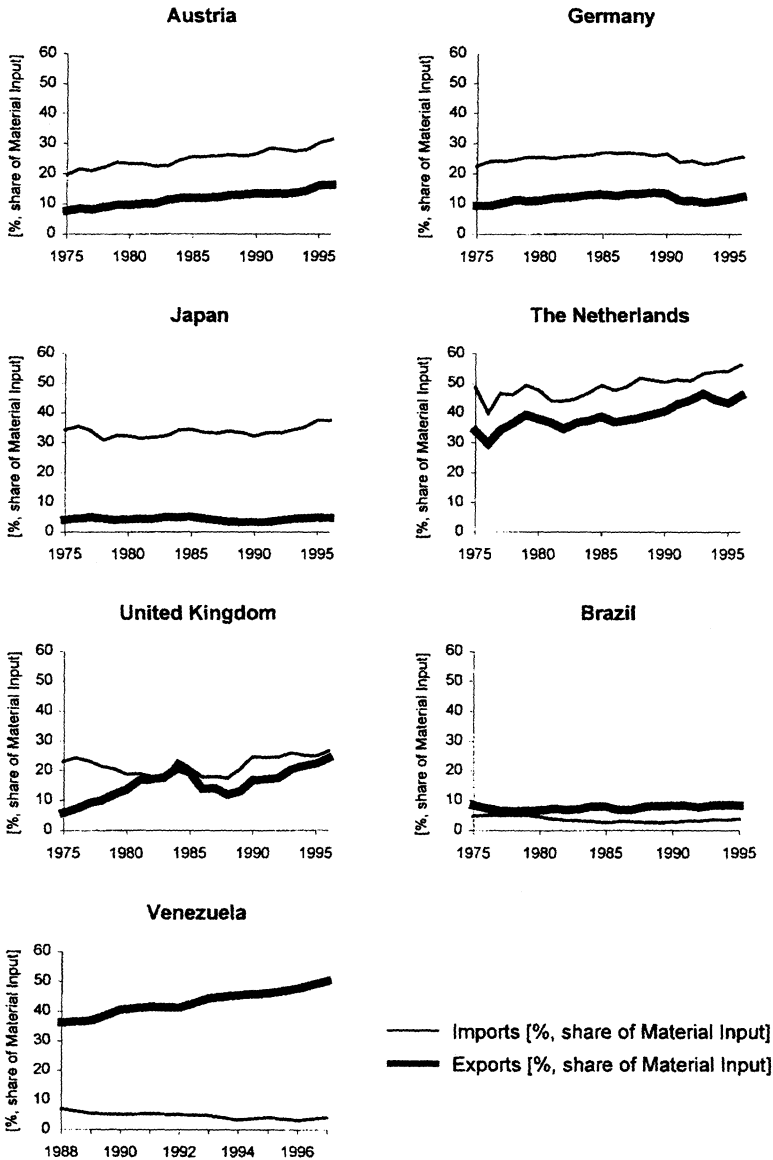 Austria
[%, share of Material Input]
60
50
40
30
20
10
0
1975 1980 1985 1990 1995
Germany
[%, share of Material Input]
60
50
40
30
20
10
0
1975 1980 1985 1990 1995
Japan
[%, share of Material Input]
60
50
40
30
20
10
0
1975 1980 1985 1990 1995
The Netherlands
[%, share of Material Input]
60
50
40
30
20
10
0
1975 1980 1985 1990 1995
United Kingdom
[%, share of Material Input]
60
50
40
30
20
10
0
1975 1980 1985 1990 1995
Brazil
[%, share of Material Input]
60
50
40
30
20
10
0
1975 1980 1985 1990 1995
Venezuela
[%, share of Material Input]
60
50
40
30
20
10
0
1988 1990 1992 1994 1996
Imports [%, share of Material Input]
Exports [%, share of Material Input]